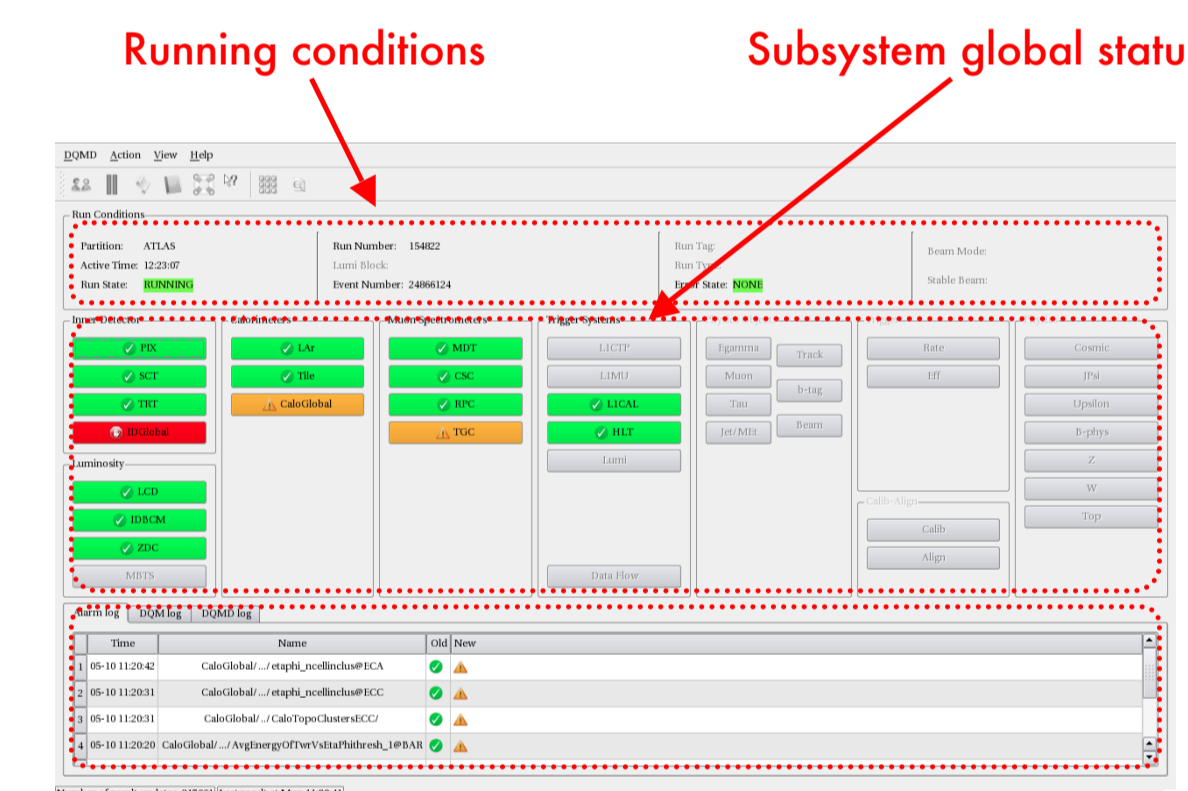 Running conditions
Subsystem global statu
DQMD Action View Help
Run Conditions
Partition: ATLAS
Active Time: 12:23:07
Run State: RUNNING
Run Number: 154822
Lumi Block:
Event Number: 24866124
Run Tag:
Run Type:
Error State: NONE
Beam Mode:
Stable Beam:
Inner Detector
PIX
SCT
TRT
IDGlobal
Luminosity
LCD
IDBCM
ZDC
MBTS
Calorimeters
LAr
Tile
CaloGlobal
Muon Spectrometers
MDT
CSC
RPC
TGC
Trigger Systems
L1CTP
L1MU
L1CAL
HLT
Lumi
Data Flow
Egamma
Muon
Tau
Jet/MEt
Track
b-tag
Beam
Rate
Eff
Calib-Align
Calib
Align
Cosmic
JPsi
Upsilon
B-phys
Z
W
Top
Alarm log DQM log DQMD log
Time Name Old New
1 05-10 11:20:42 CaloGlobal/.../etaphi_ncellinclus@ECA
2 05-10 11:20:31 CaloGlobal/.../etaphi_ncellinclus@ECC
3 05-10 11:20:31 CaloGlobal/../CaloTopoClustersECC/
4 05-10 11:20:20 CaloGlobal/.../AvgEnergyOfTwrVsEtaPhithresh_1@BAR